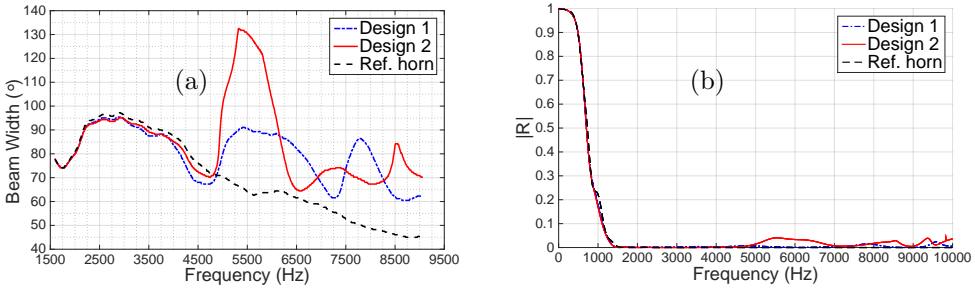 140
130
120
110
100
90
80
70
60
50
40
Beam Width (°)
(a)
Design 1
Design 2
Ref. horn
1500 2500 3500 4500 5500 6500 7500 8500 9500
Frequency (Hz)
1
0.9
0.8
0.7
0.6
0.5
0.4
0.3
0.2
0.1
0
|R|
(b)
Design 1
Design 2
Ref. horn
0 1000 2000 3000 4000 5000 6000 7000 8000 9000 10000
Frequency (Hz)